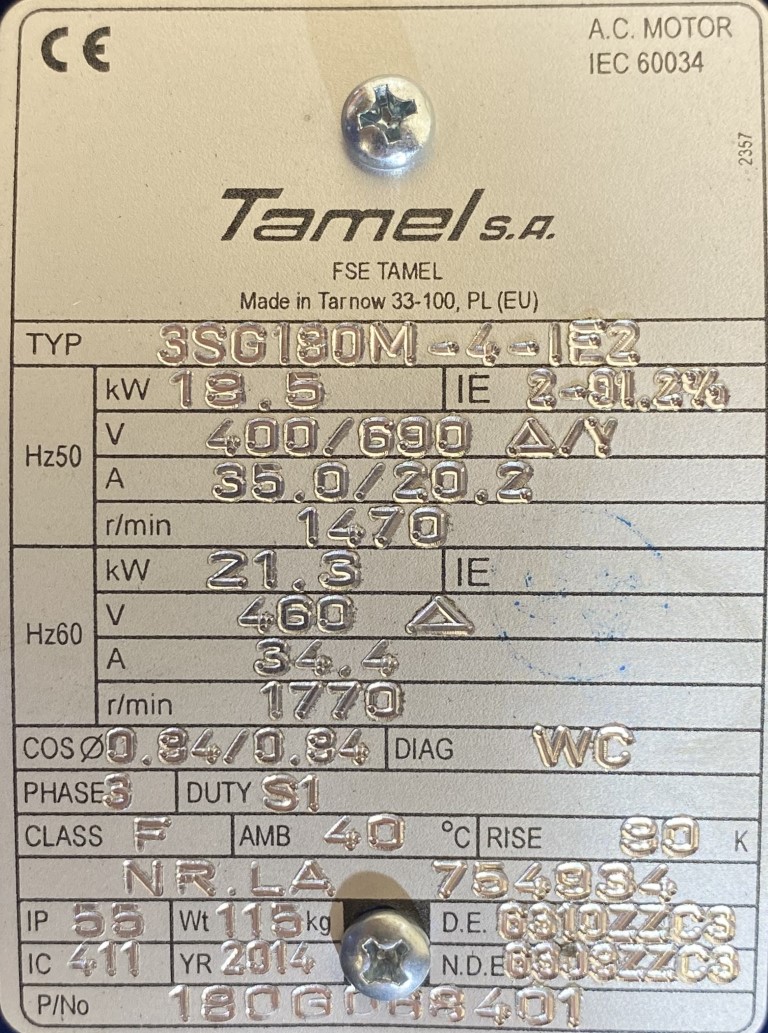 CE
A.C. MOTOR
IEC 60034
2357
Tamel S.A.
FSE TAMEL
Made in Tarnow 33-100, PL (EU)
TYP 3SG180M-4-IE2
Hz50
kW 18.5 IE 2-91.2%
V 400/690 Δ/Y
A 35.0/20.2
r/min 1470
Hz60
kW 21.3 IE
V 460 Δ
A 34.4
r/min 1770
COSØ 0.84/0.84 DIAG WC
PHASE 3 DUTY S1
CLASS F AMB 40 °C RISE 80 K
NR.LA 754834
IP 55 Wt 115 kg D.E. 6310ZZC3
IC 411 YR 2014 N.D.E
P/No